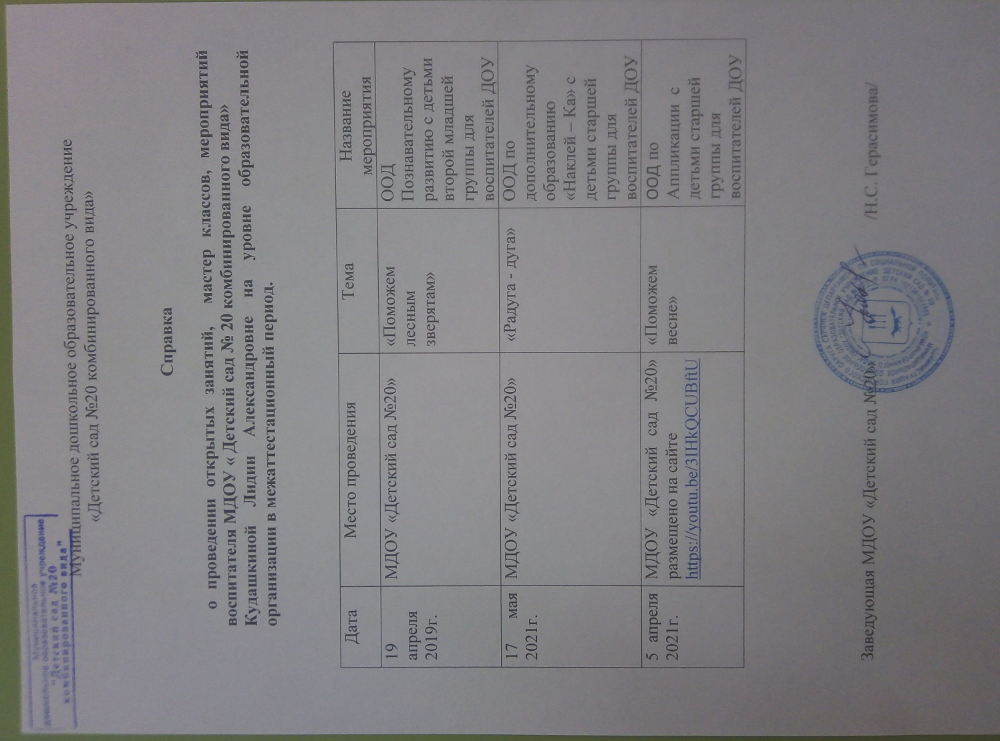 Муниципальное
дошкольное образовательное учреждение
"Детский сад №20
комбинированного вида"
Муниципальное дошкольное образовательное учреждение
«Детский сад №20 комбинированного вида»
Справка
о проведении открытых занятий, мастер классов, мероприятий
воспитателя МДОУ « Детский сад № 20 комбинированного вида»
Кудашкиной Лидии Александровне на уровне образовательной
организации в межаттестационный период.
Дата
Место проведения
Тема
Название
мероприятия
19
апреля
2019г.
МДОУ «Детский сад №20»
«Поможем
лесным
зверятам»
ООД
Познавательному
развитию с детьми
второй младшей
группы для
воспитателей ДОУ
17 мая
2021г.
МДОУ «Детский сад №20»
«Радуга - дуга»
ООД по
дополнительному
образованию
«Наклей – Ка» с
детьми старшей
группы для
воспитателей ДОУ
5 апреля
2021г.
МДОУ «Детский сад №20»
размещено на сайте
https://youtu.be/3IHkQCUBftU
«Поможем
весне»
ООД по
Аппликации с
детьми старшей
группы для
воспитателей ДОУ
Заведующая МДОУ «Детский сад №20» /Н.С. Герасимова/